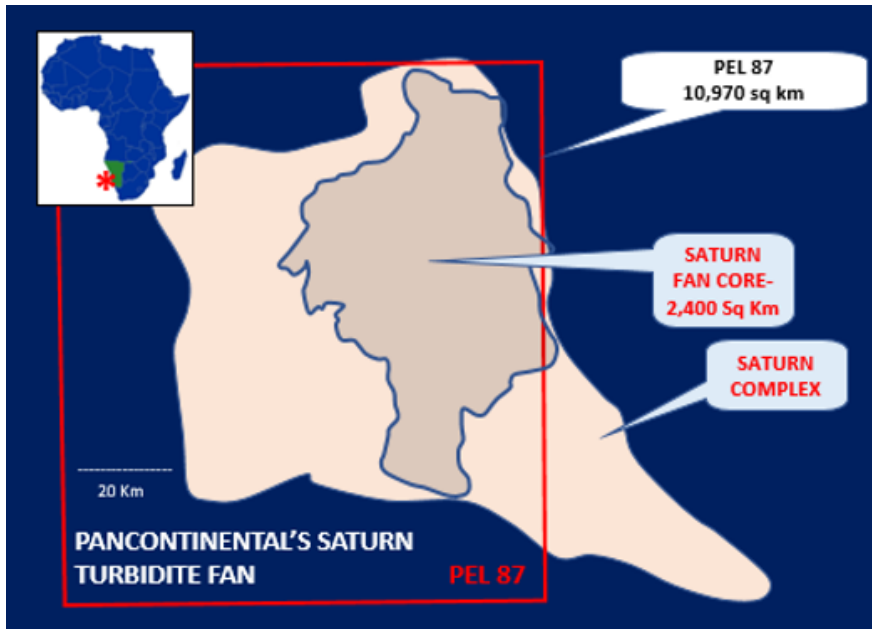 PEL 87
10,970 sq km
SATURN
FAN CORE-
2,400 Sq Km
SATURN
COMPLEX
20 Km
PANCONTINENTAL'S SATURN
TURBIDITE FAN
PEL 87